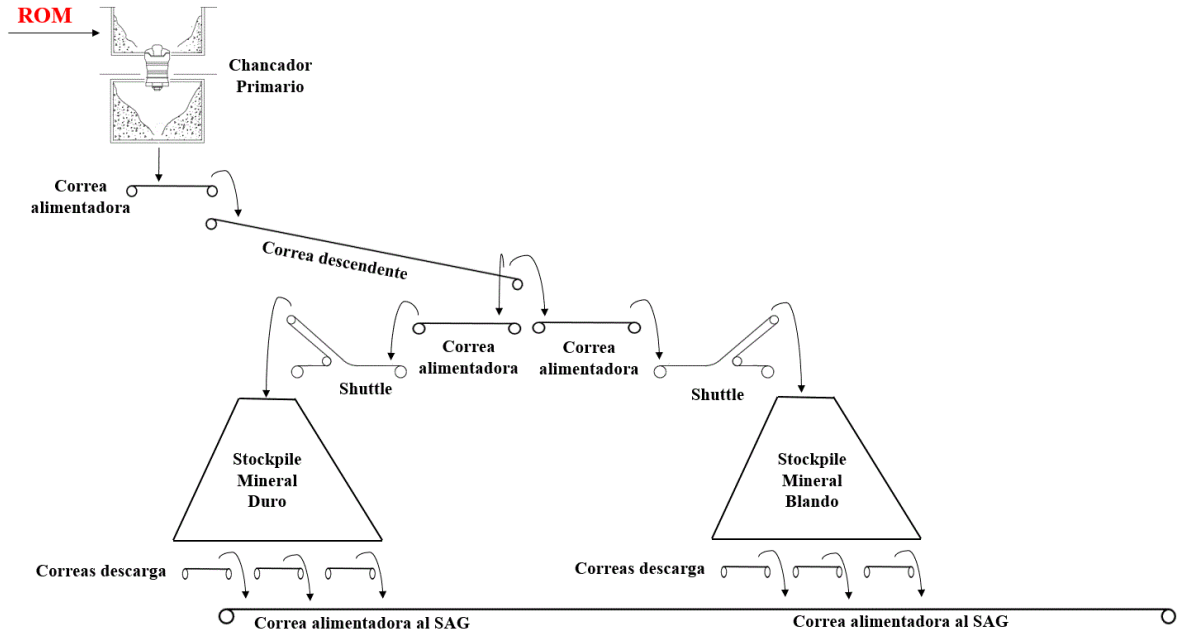 ROM
Chancador
Primario
Correa
alimentadora
Correa descendente
Correa
alimentadora
Correa
alimentadora
Shuttle
Shuttle
Stockpile
Mineral
Duro
Stockpile
Mineral
Blando
Correas descarga
Correas descarga
Correa alimentadora al SAG
Correa alimentadora al SAG